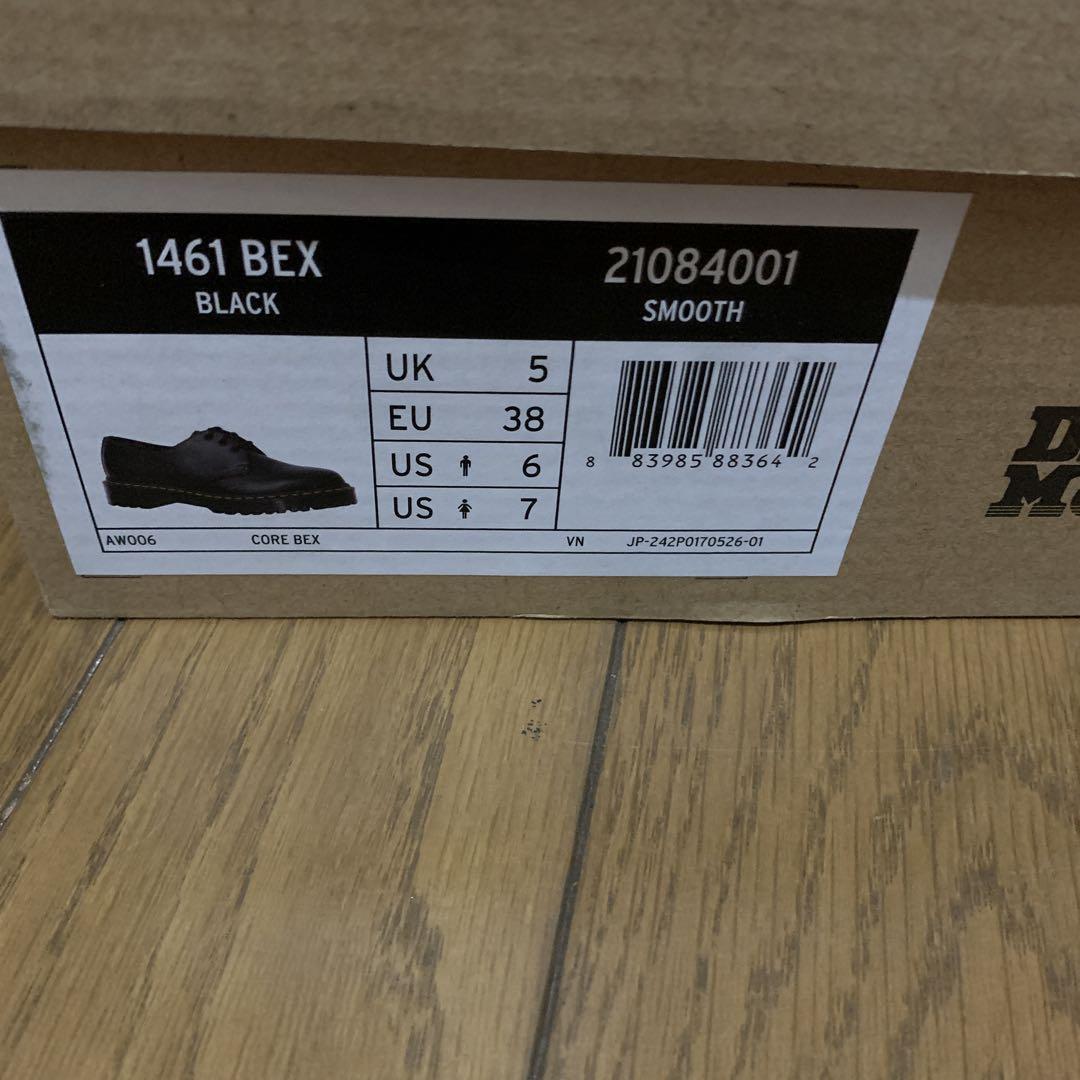 1461 BEX
BLACK
21084001
SMOOTH
UK 5
EU 38
US 6
US 7
8 83985 88364 2
AW006 CORE BEX VN JP-242P0170526-01